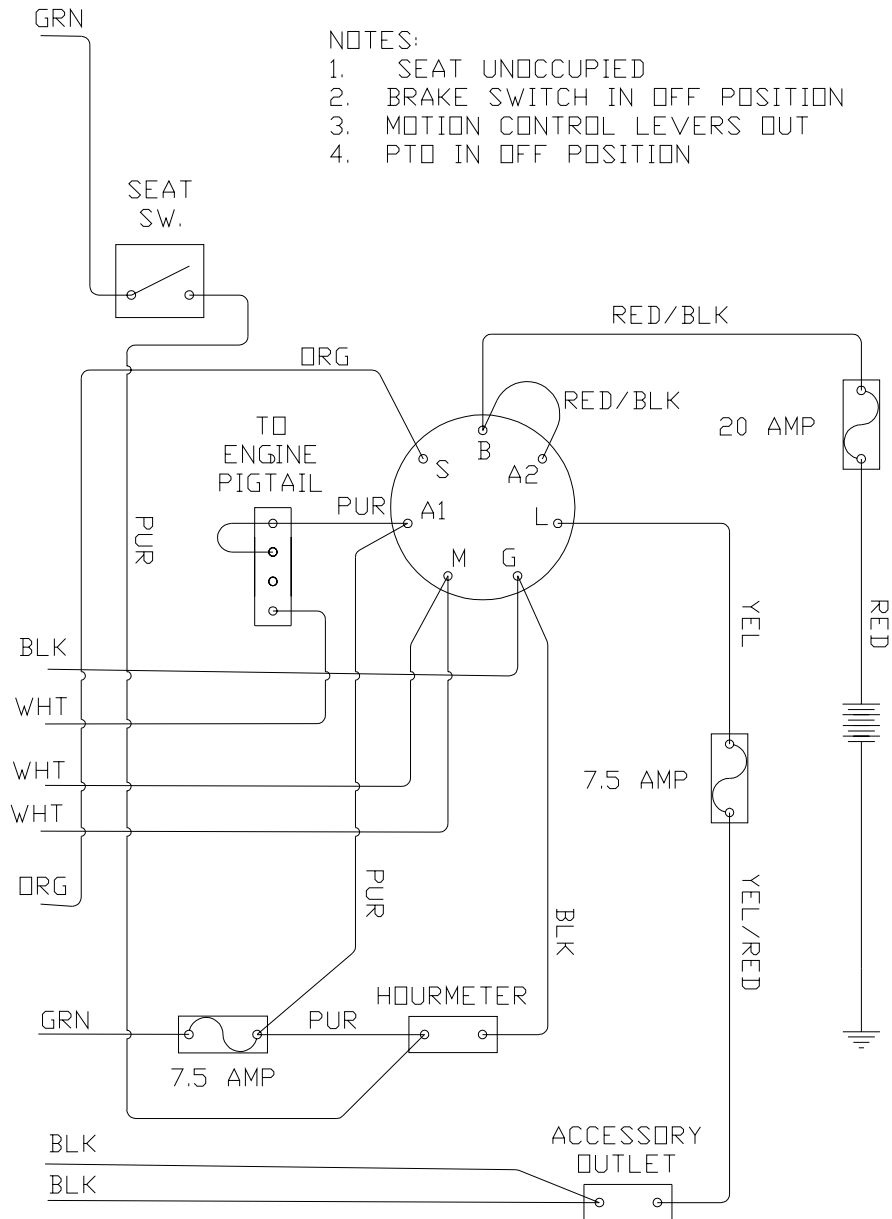 GRN
NOTES:
1. SEAT UNOCCUPIED
2. BRAKE SWITCH IN OFF POSITION
3. MOTION CONTROL LEVERS OUT
4. PTO IN OFF POSITION
SEAT
SW.
RED/BLK
ORG
RED/BLK
20 AMP
TO
ENGINE
PIGTAIL
B
S
A2
PUR
A1
L
PUR
M
G
YEL
RED
BLK
WHT
WHT
7.5 AMP
WHT
ORG
PUR
BLK
YEL/RED
HOURMETER
GRN
PUR
7.5 AMP
ACCESSORY
OUTLET
BLK
BLK